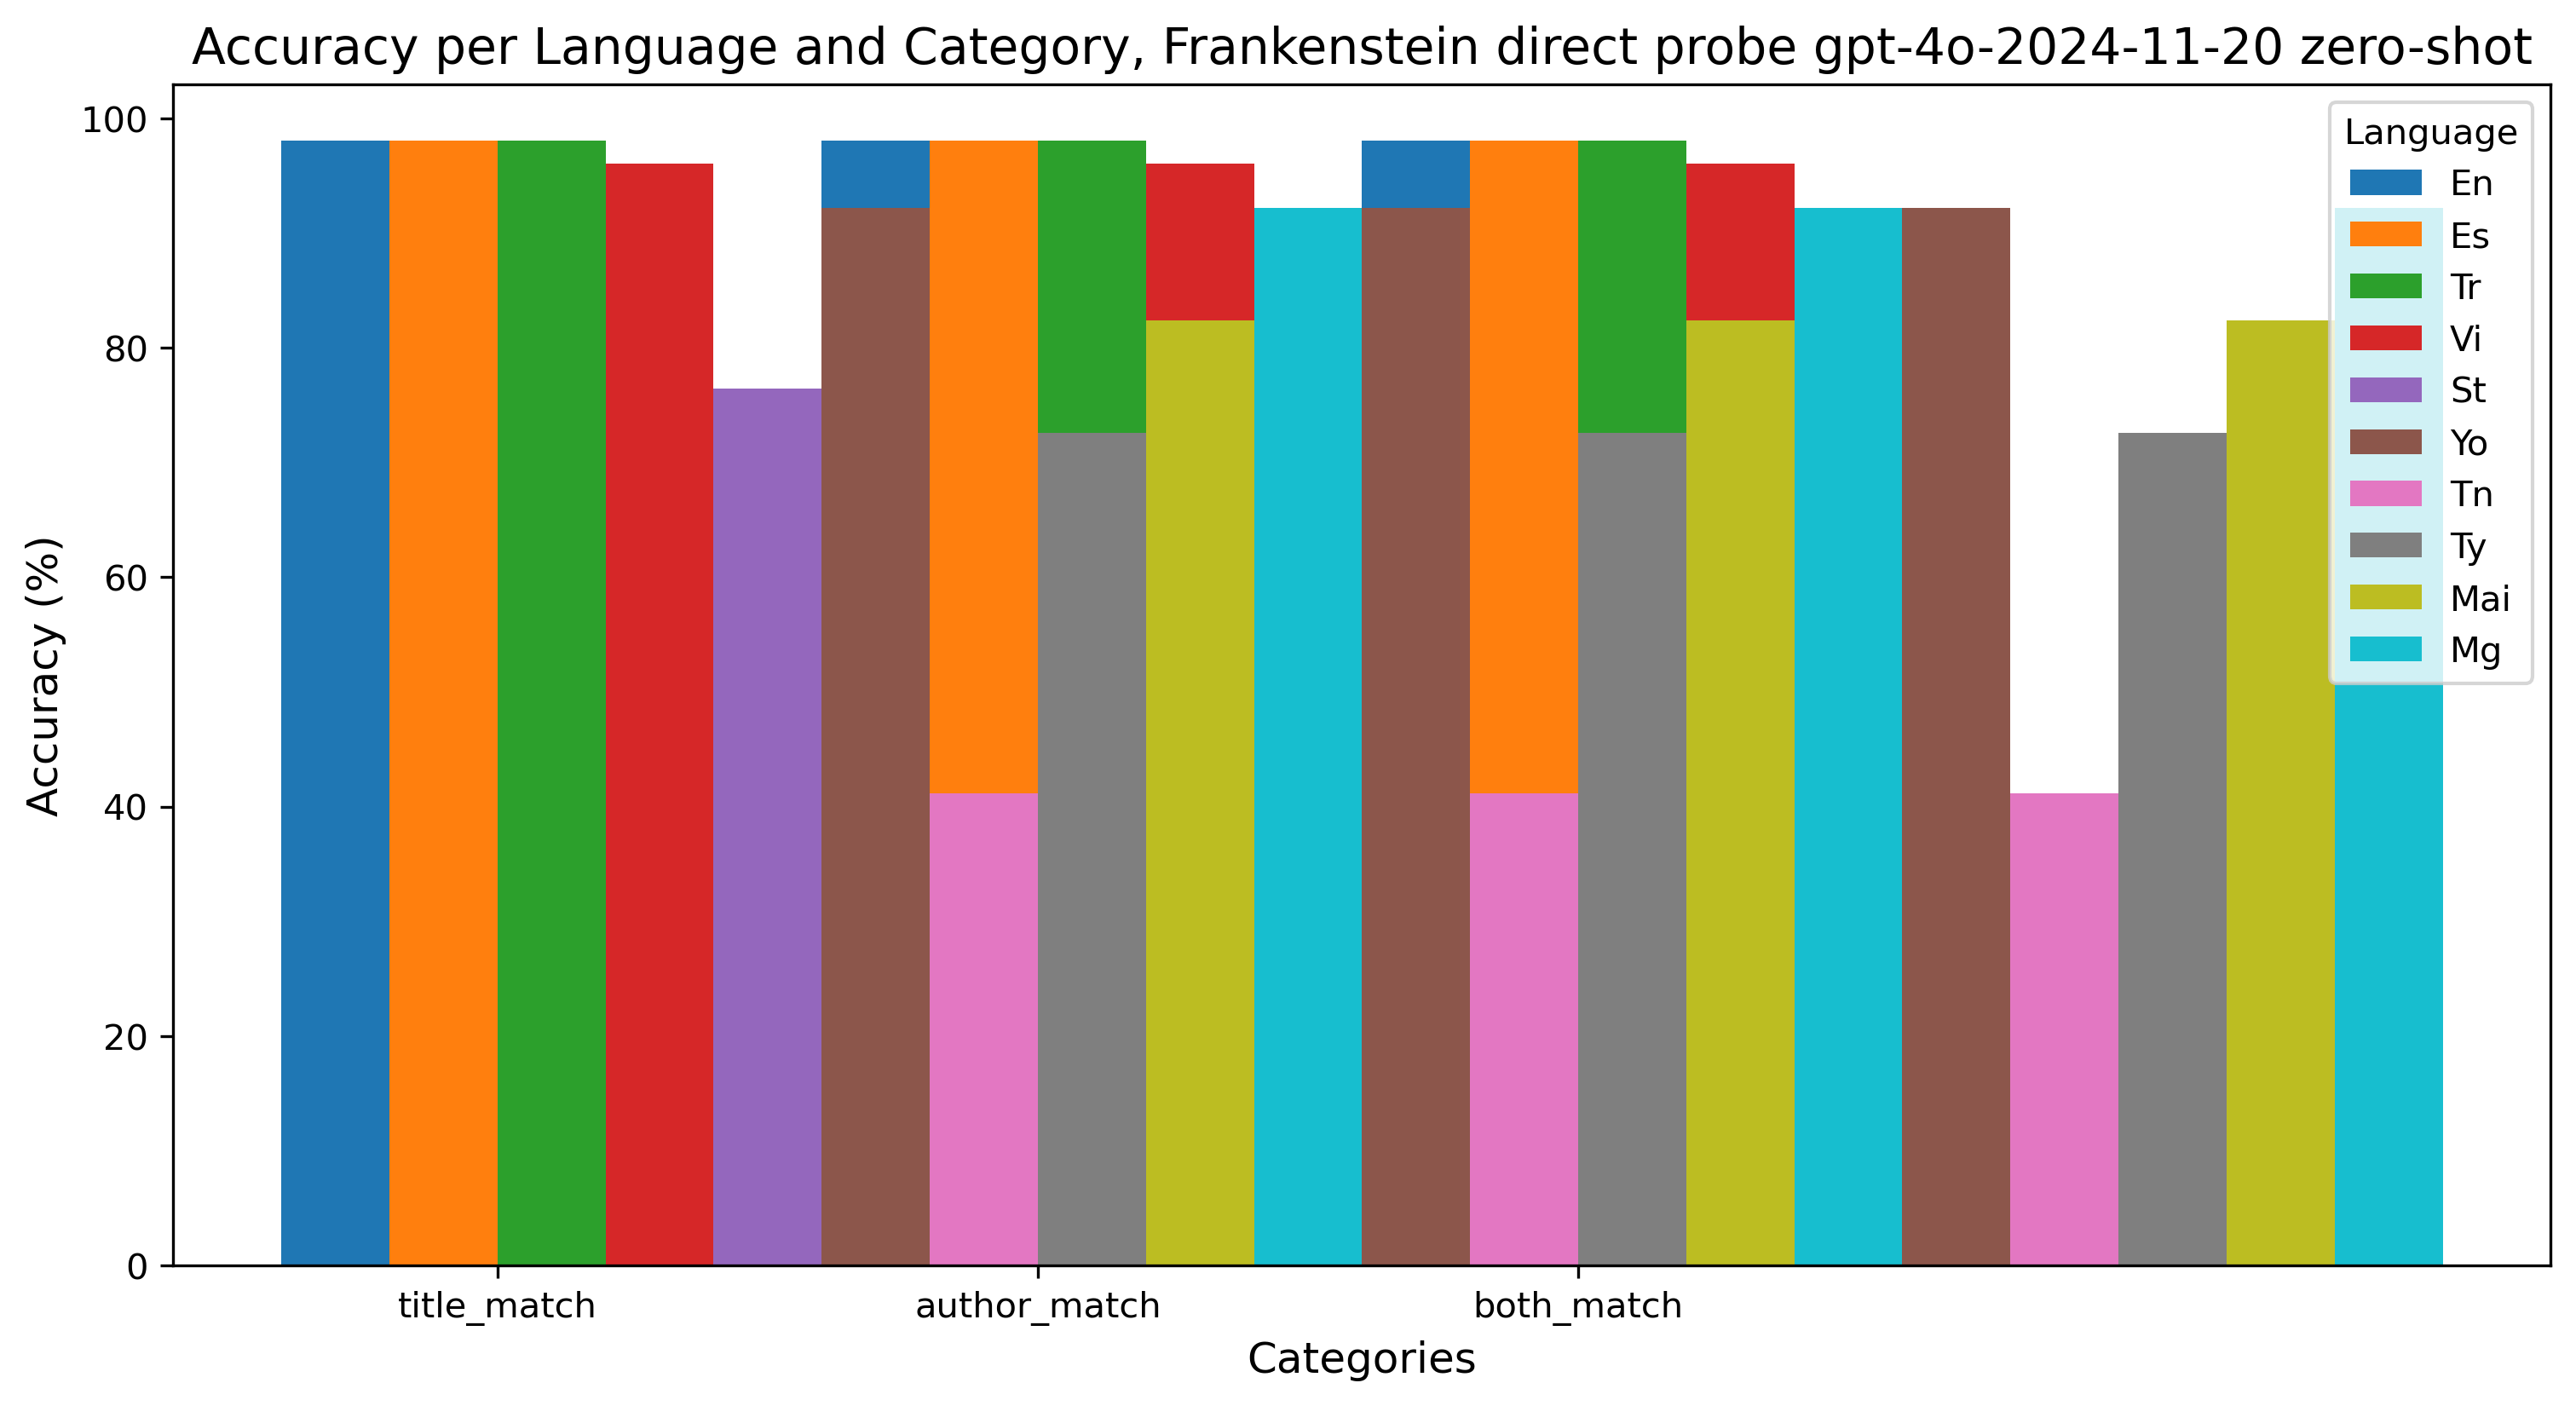 Accuracy per Language and Category, Frankenstein direct probe gpt-4o-2024-11-20 zero-shot
Accuracy (%)
100
80
60
40
20
0
Language
En
Es
Tr
Vi
St
Yo
Tn
Ty
Mai
Mg
title_match
author_match
both_match
Categories